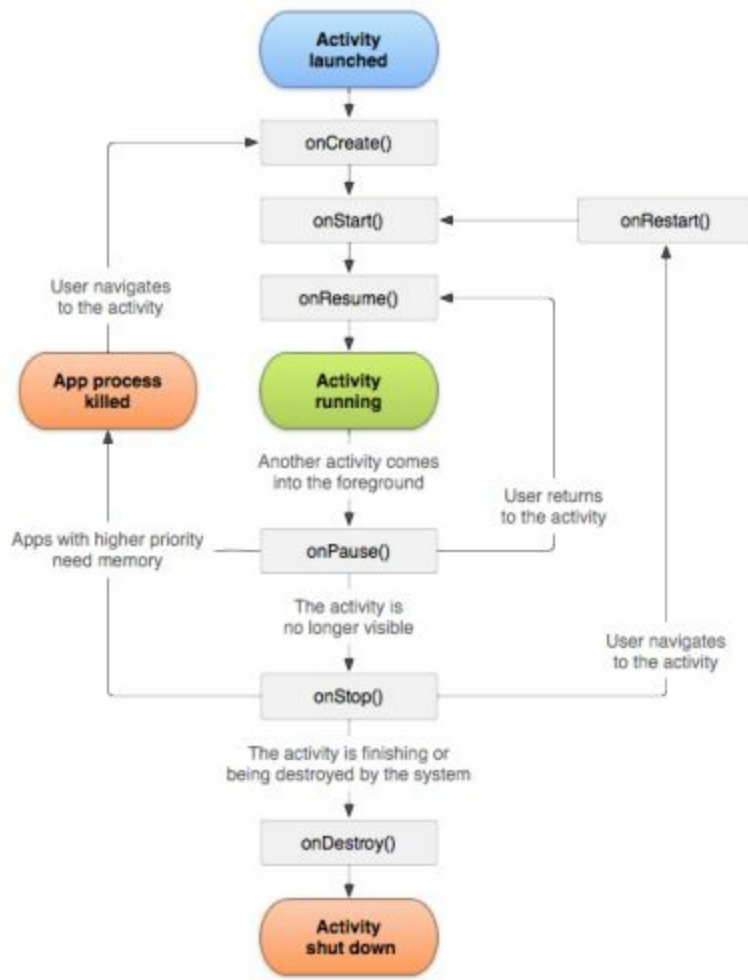 Activity
launched
onCreate()
onStart()
onRestart()
User navigates
to the activity
onResume()
App process
killed
Activity
running
Another activity comes
into the foreground
User returns
to the activity
Apps with higher priority
need memory
onPause()
The activity is
no longer visible
User navigates
to the activity
onStop()
The activity is finishing or
being destroyed by the system
onDestroy()
Activity
shut down